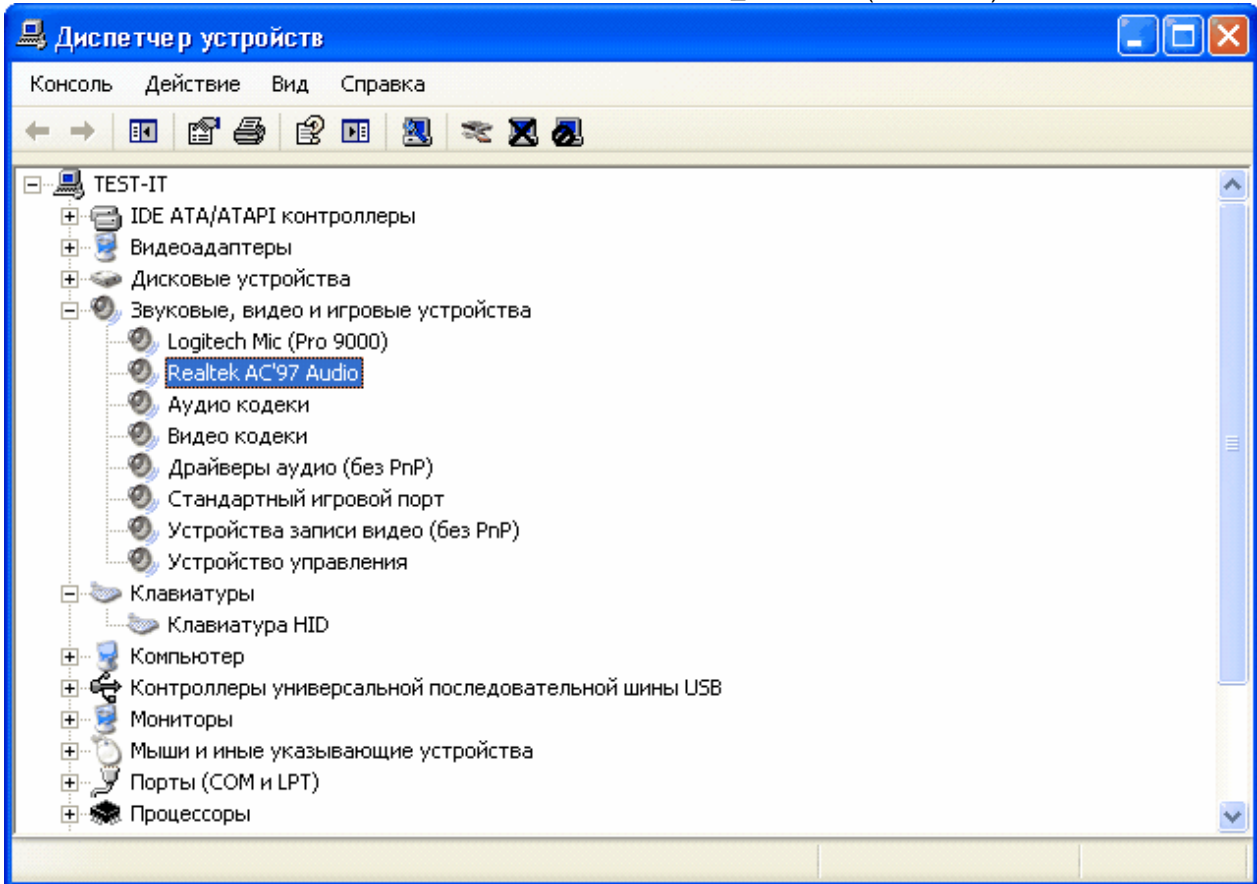 Диспетчер устройств
Консоль Действие Вид Справка
TEST-IT
IDE ATA/ATAPI контроллеры
Видеоадаптеры
Дисковые устройства
Звуковые, видео и игровые устройства
Logitech Mic (Pro 9000)
Realtek AC'97 Audio
Аудио кодеки
Видео кодеки
Драйверы аудио (без PnP)
Стандартный игровой порт
Устройства записи видео (без PnP)
Устройство управления
Клавиатуры
Клавиатура HID
Компьютер
Контроллеры универсальной последовательной шины USB
Мониторы
Мыши и иные указывающие устройства
Порты (COM и LPT)
Процессоры